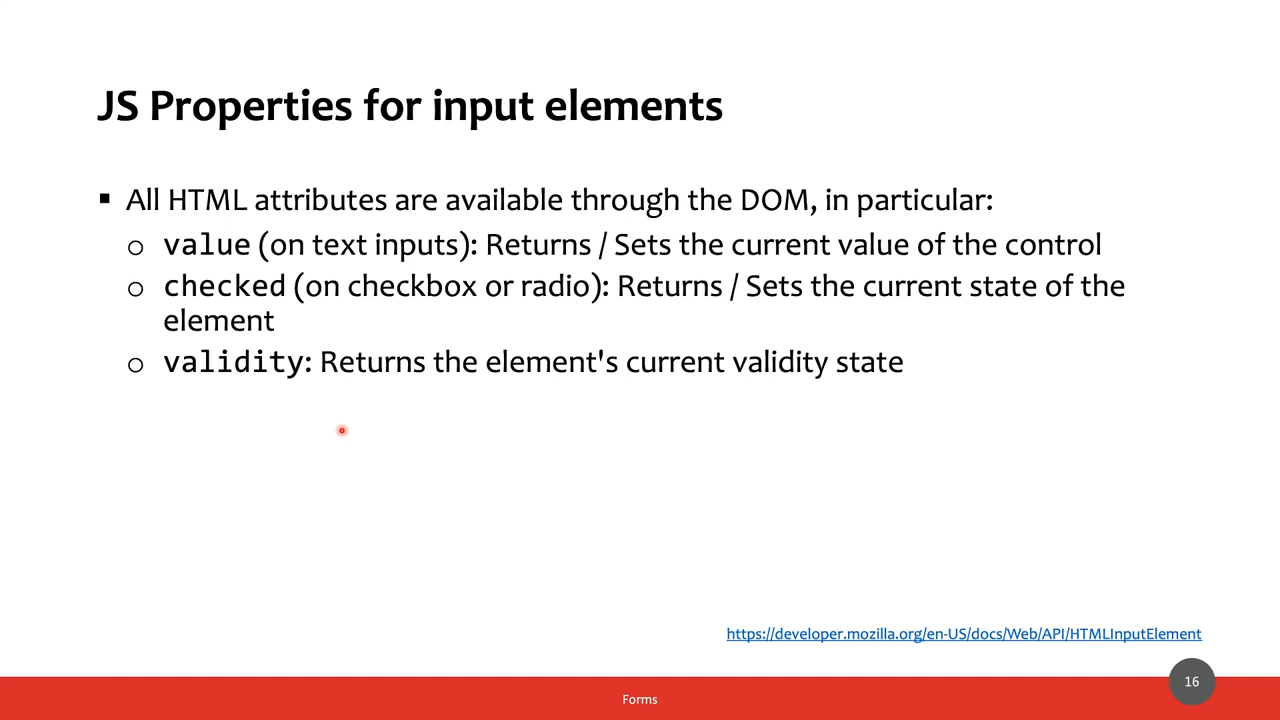 JS Properties for input elements
▪ All HTML attributes are available through the DOM, in particular:
o value (on text inputs): Returns / Sets the current value of the control
o checked (on checkbox or radio): Returns / Sets the current state of the
element
o validity: Returns the element's current validity state
https://developer.mozilla.org/en-US/docs/Web/API/HTMLInputElement
16
Forms